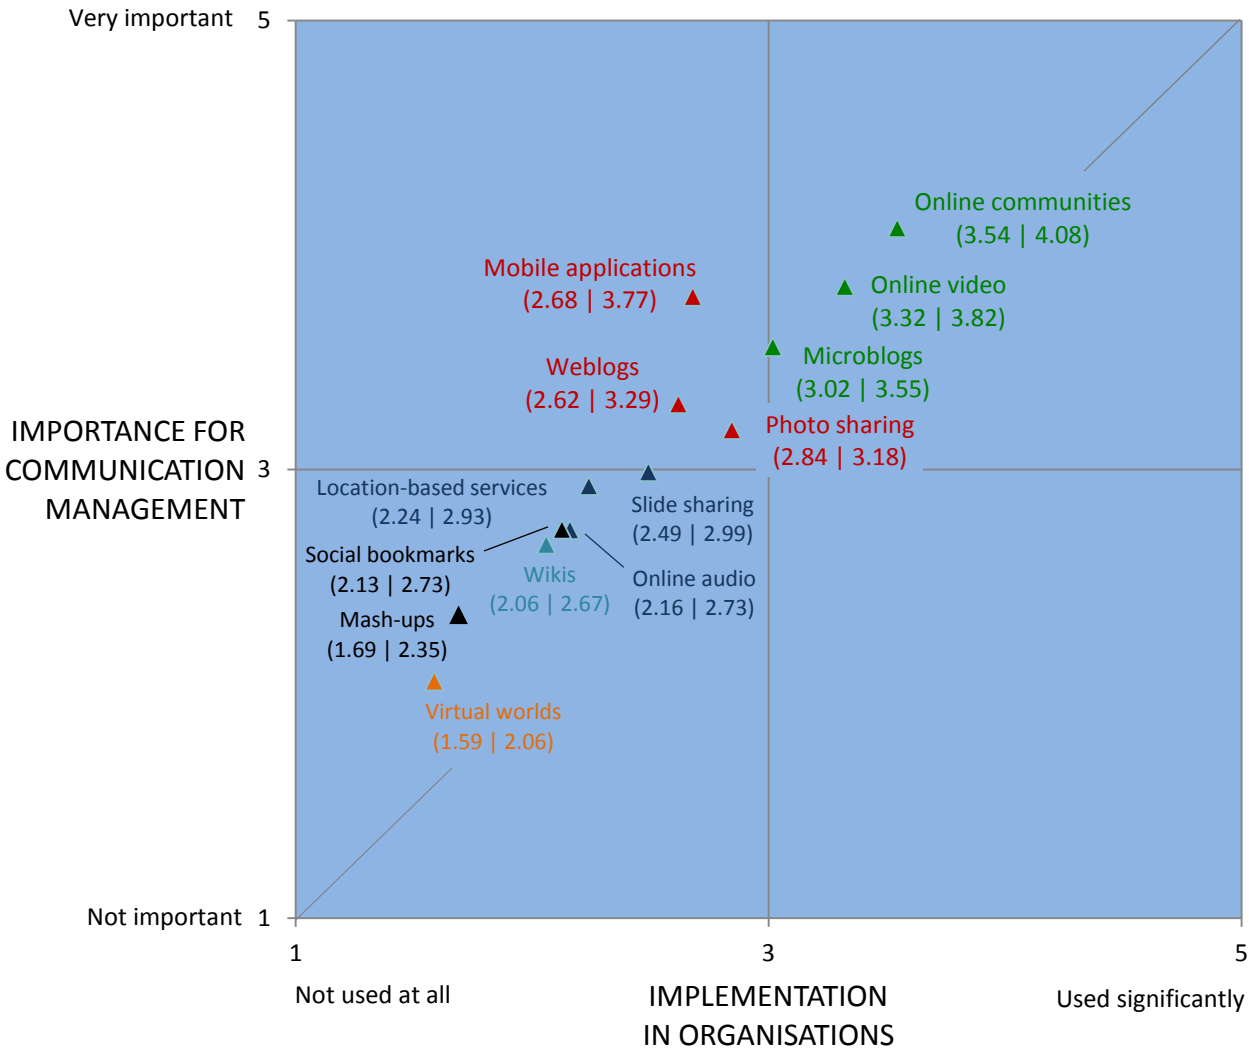 Very important 5
Online communities
(3.54 | 4.08)
Mobile applications
(2.68 | 3.77)
Online video
(3.32 | 3.82)
Microblogs
(3.02 | 3.55)
Weblogs
(2.62 | 3.29)
Photo sharing
(2.84 | 3.18)
IMPORTANCE FOR
COMMUNICATION
MANAGEMENT
3
Location-based services
(2.24 | 2.93)
Slide sharing
(2.49 | 2.99)
Social bookmarks
(2.13 | 2.73)
Wikis
(2.06 | 2.67)
Online audio
(2.16 | 2.73)
Mash-ups
(1.69 | 2.35)
Virtual worlds
(1.59 | 2.06)
Not important 1
1 3 5
Not used at all
IMPLEMENTATION
IN ORGANISATIONS
Used significantly